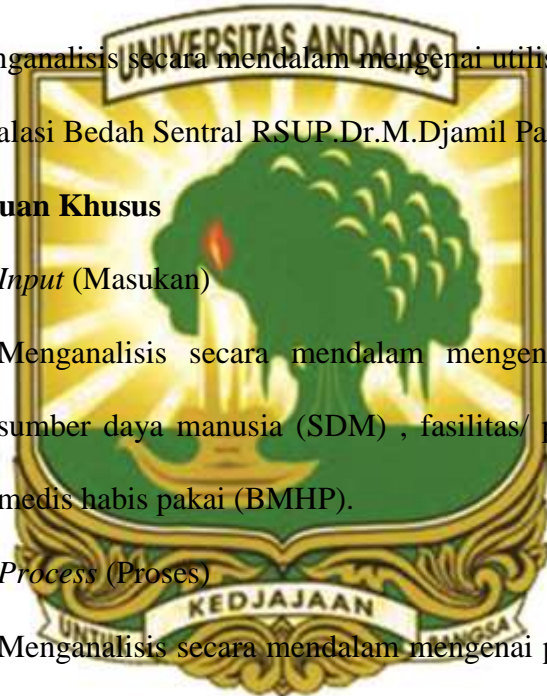 UNIVERSITAS ANDALAS
nganalisis secara mendalam mengenai utilis
alasi Bedah Sentral RSUP.Dr.M.Djamil Pa
uan Khusus
Input (Masukan)
Menganalisis secara mendalam mengen
sumber daya manusia (SDM) , fasilitas/ p
medis habis pakai (BMHP).
Process (Proses)
KEDJAJAAN
UNTUK BANGSA
Menganalisis secara mendalam mengenai p